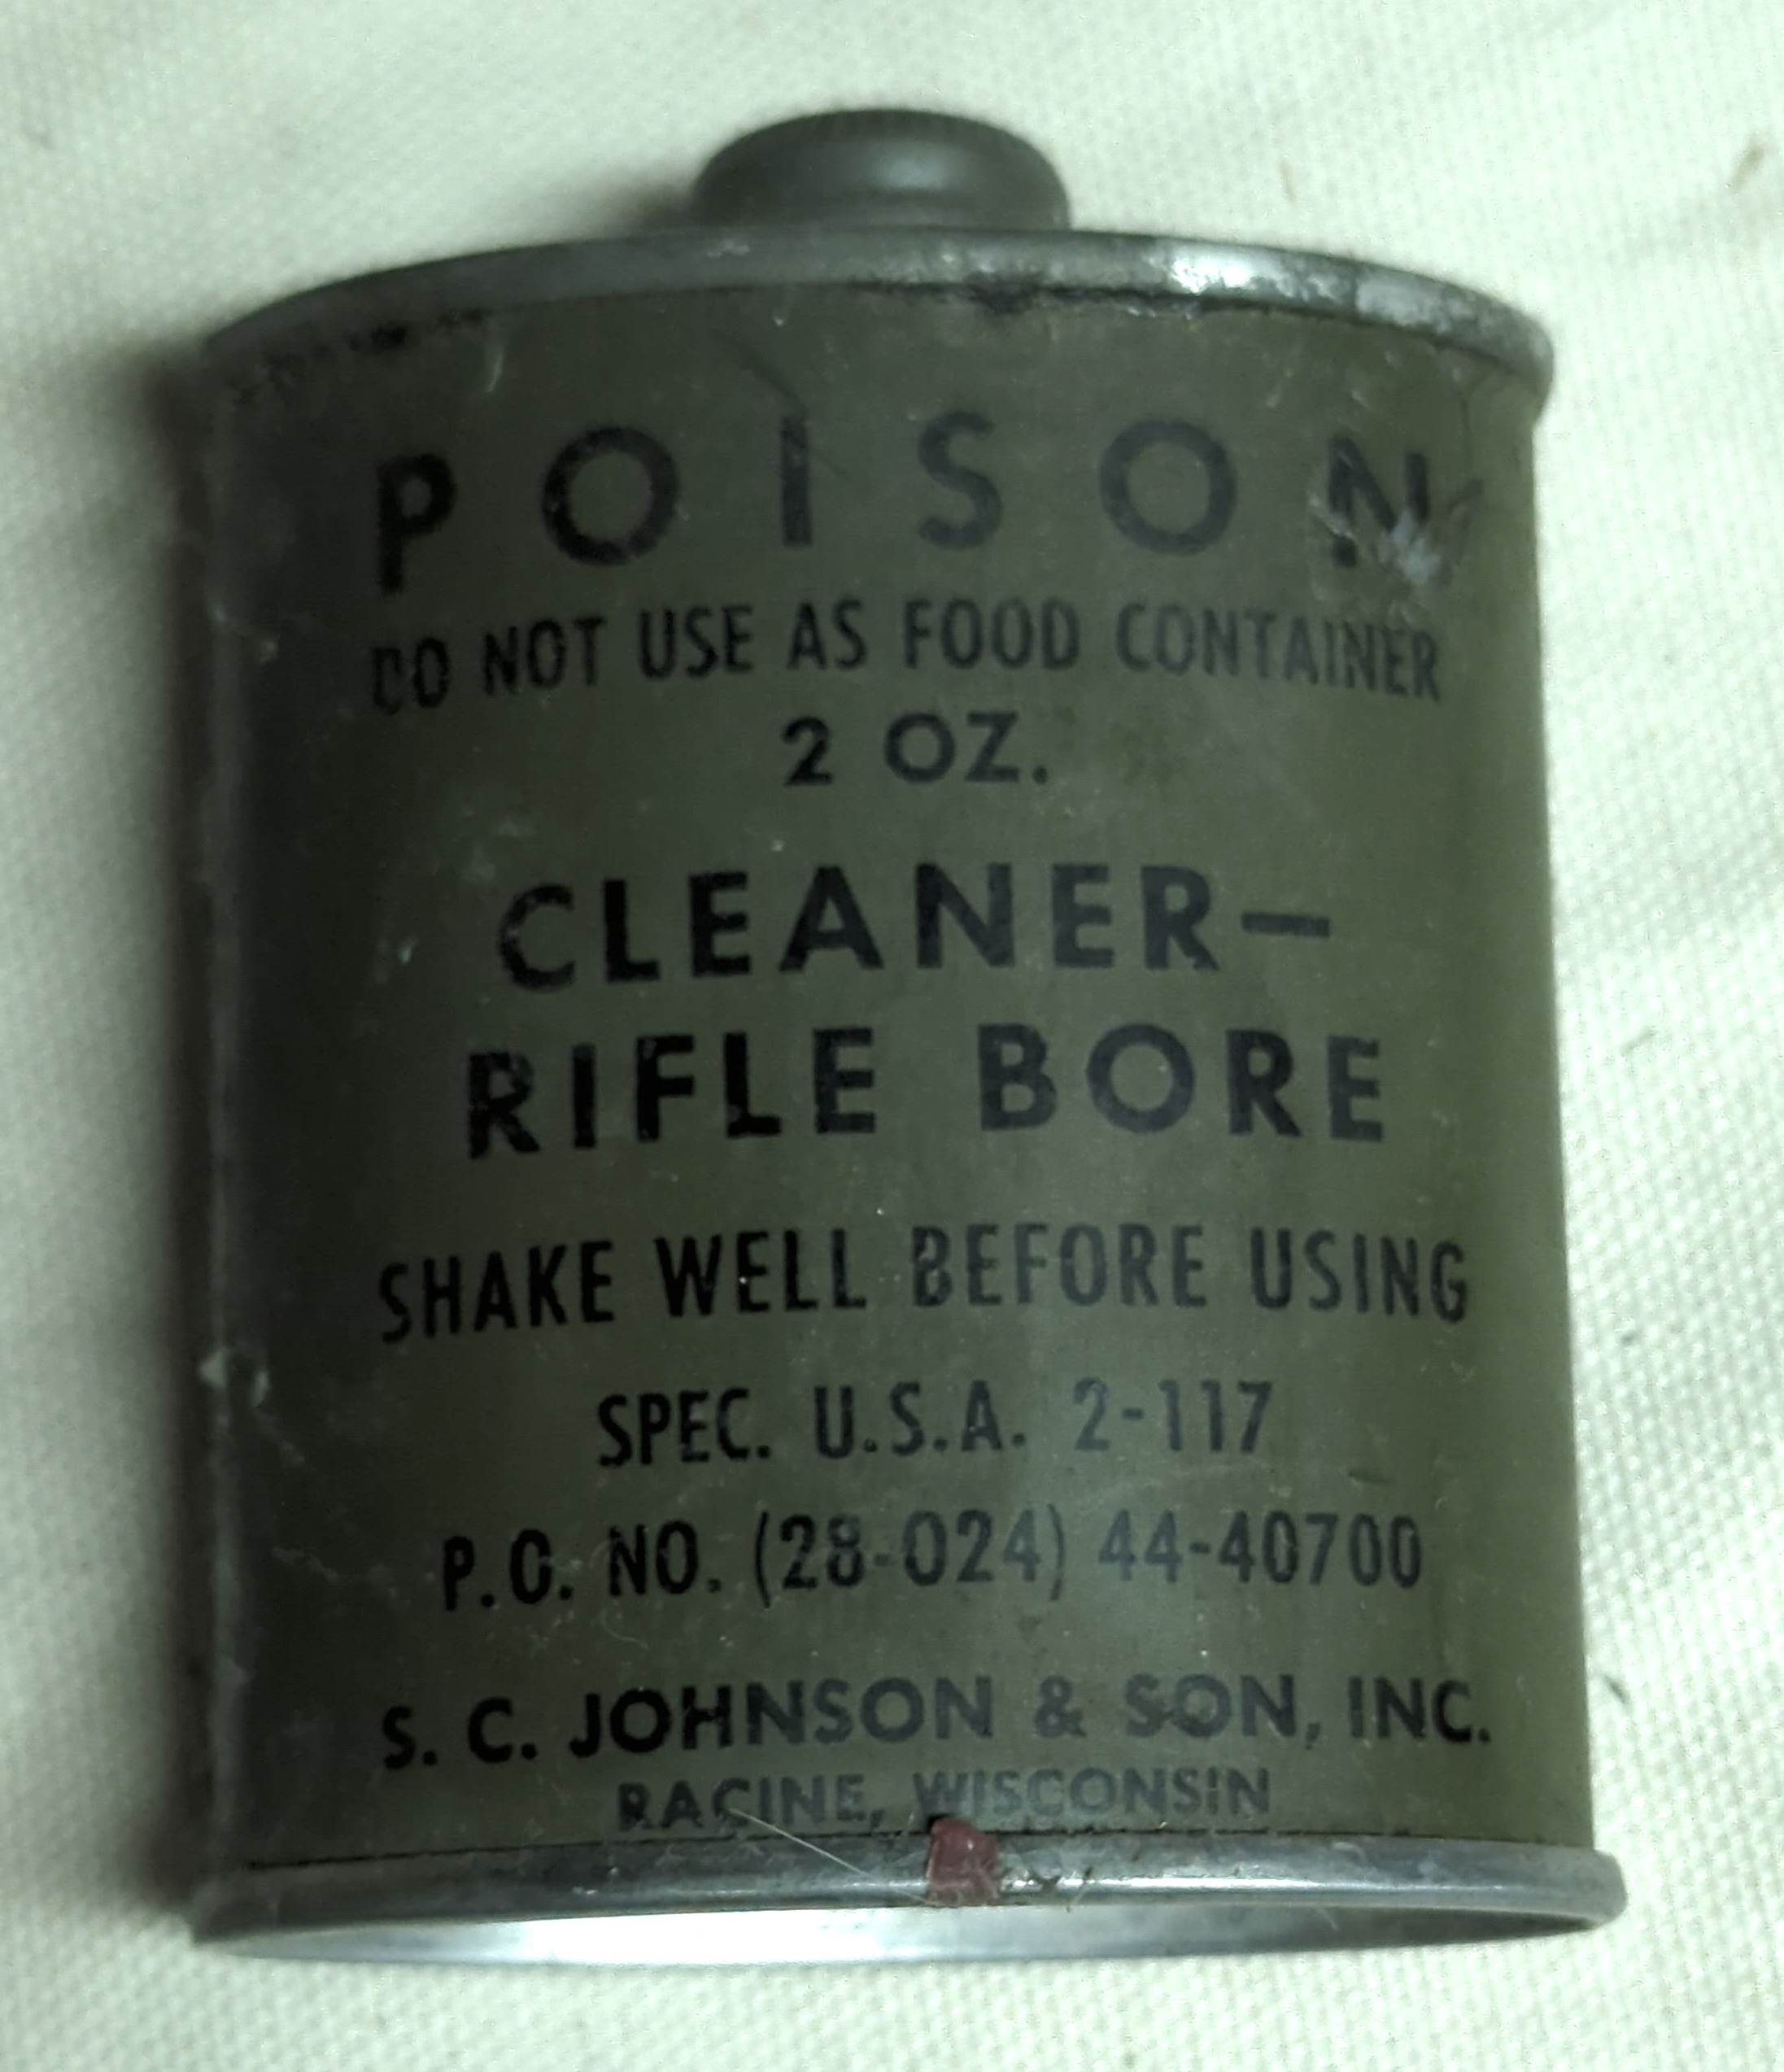 POISON
DO NOT USE AS FOOD CONTAINER
2 OZ.
CLEANER-
RIFLE BORE
SHAKE WELL BEFORE USING
SPEC. U.S.A. 2-117
P.O. NO. (28-024) 44-40700
S. C. JOHNSON & SON, INC.
RACINE, WISCONSIN